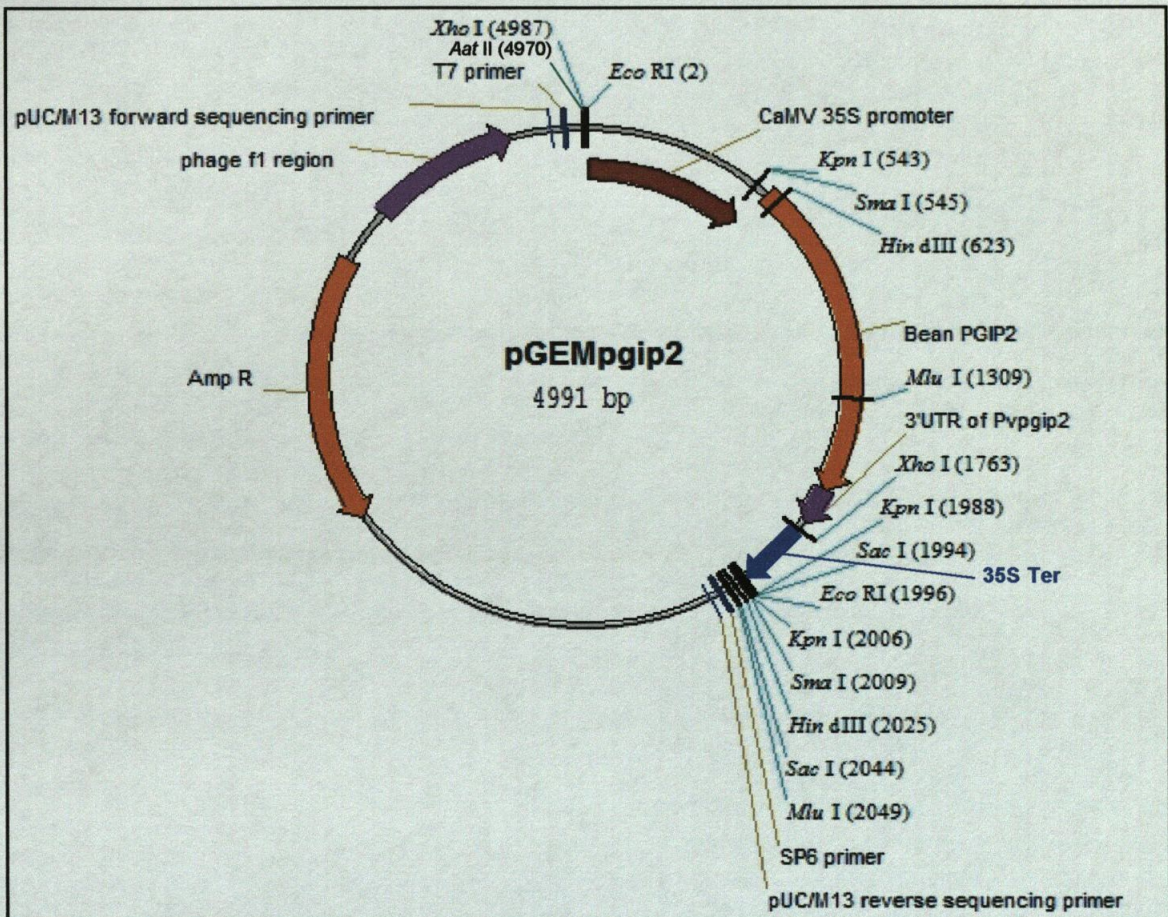 Xho I (4987)
Aat II (4970)
T7 primer
Eco RI (2)
pUC/M13 forward sequencing primer
CaMV 35S promoter
phage f1 region
Kpn I (543)
Sma I (545)
Hin dIII (623)
Bean PGIP2
pGEMpgip2
4991 bp
Amp R
Mlu I (1309)
3'UTR of Pvpgip2
Xho I (1763)
Kpn I (1988)
Sac I (1994)
35S Ter
Eco RI (1996)
Kpn I (2006)
Sma I (2009)
Hin dIII (2025)
Sac I (2044)
Mlu I (2049)
SP6 primer
pUC/M13 reverse sequencing primer